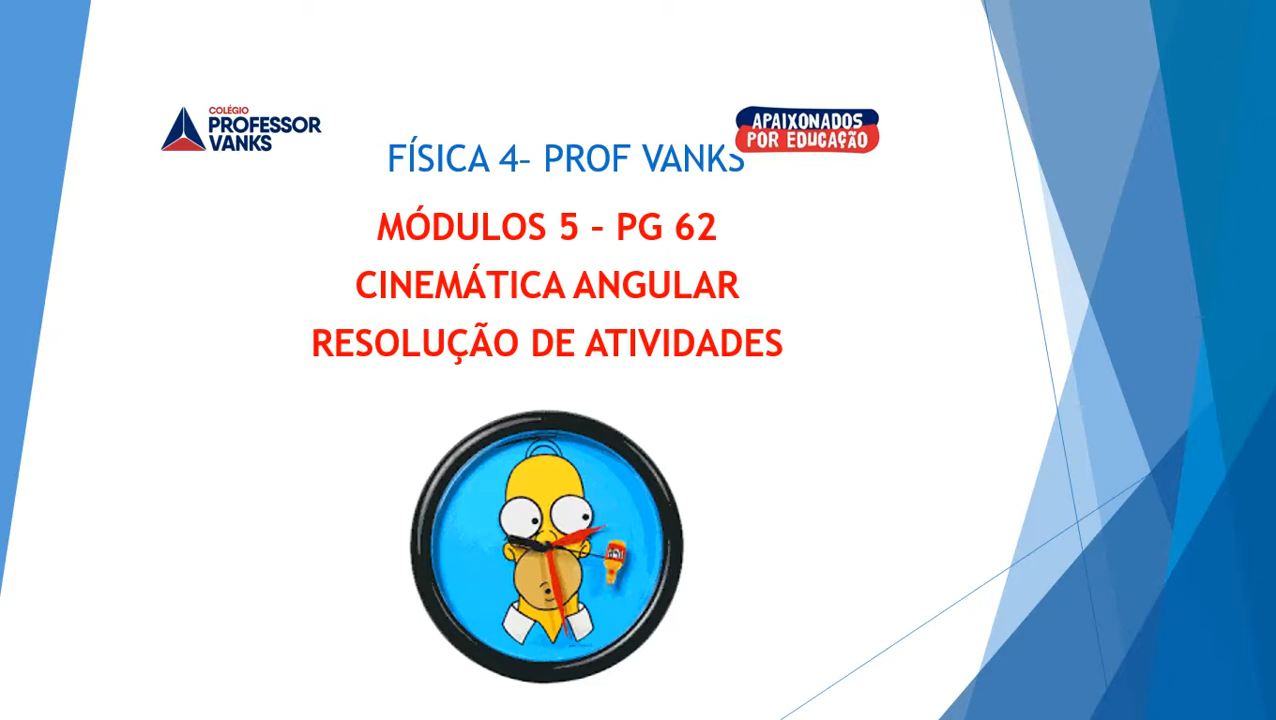 COLÉGIO
PROFESSOR
VANKS
APAIXONADOS
POR EDUCAÇÃO
FÍSICA 4– PROF VANKS
MÓDULOS 5 – PG 62
CINEMÁTICA ANGULAR
RESOLUÇÃO DE ATIVIDADES